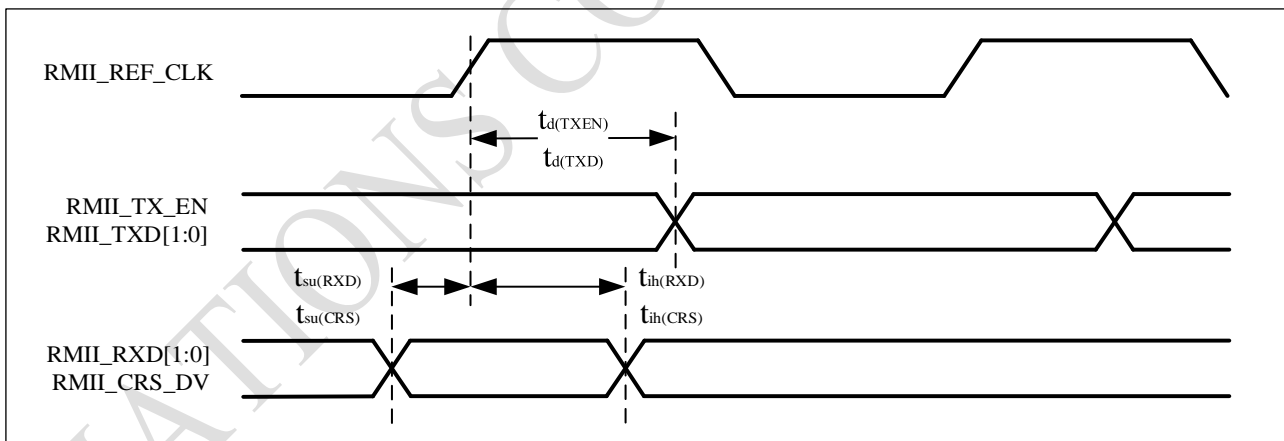 RMII_REF_CLK
td(TXEN)
td(TXD)
RMII_TX_EN
RMII_TXD[1:0]
tsu(RXD)
tih(RXD)
tsu(CRS)
tih(CRS)
RMII_RXD[1:0]
RMII_CRS_DV